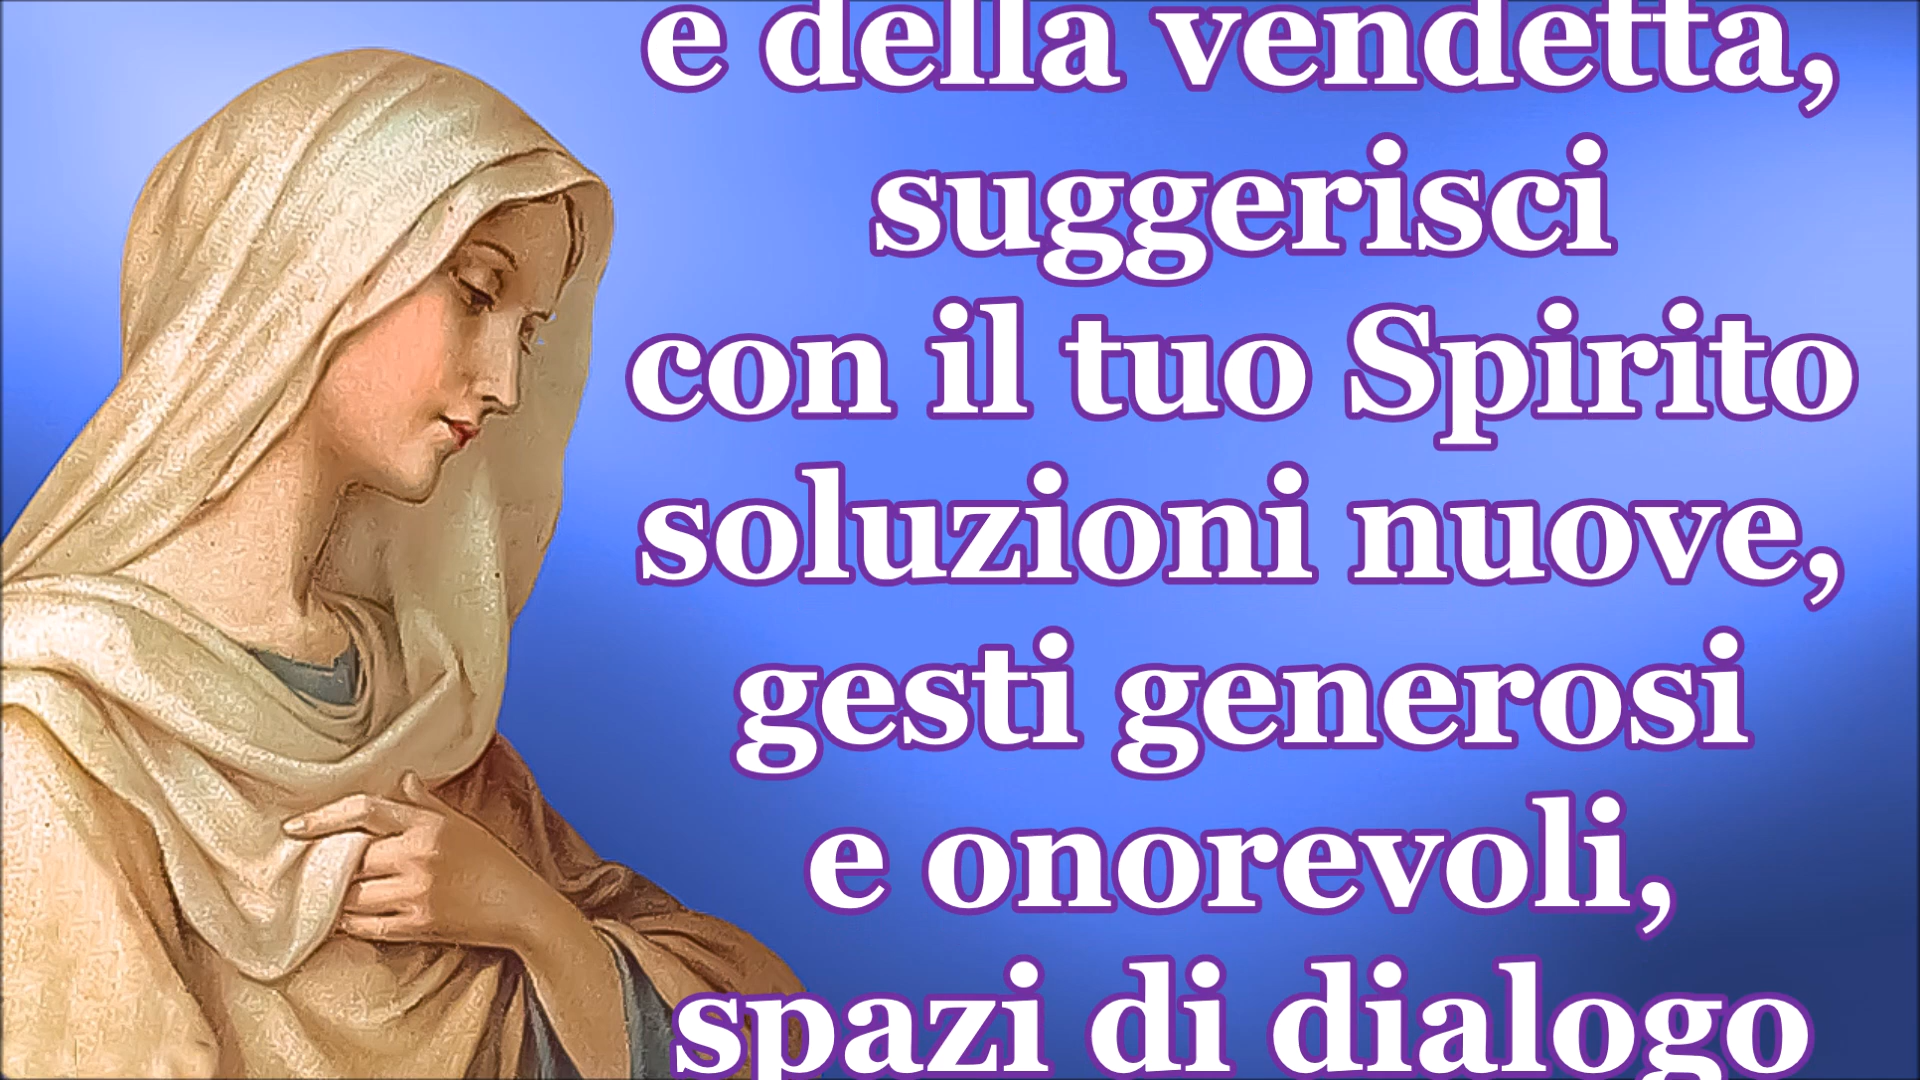 e della vendetta,
suggerisci
con il tuo Spirito
soluzioni nuove,
gesti generosi
e onorevoli,
spazi di dialogo